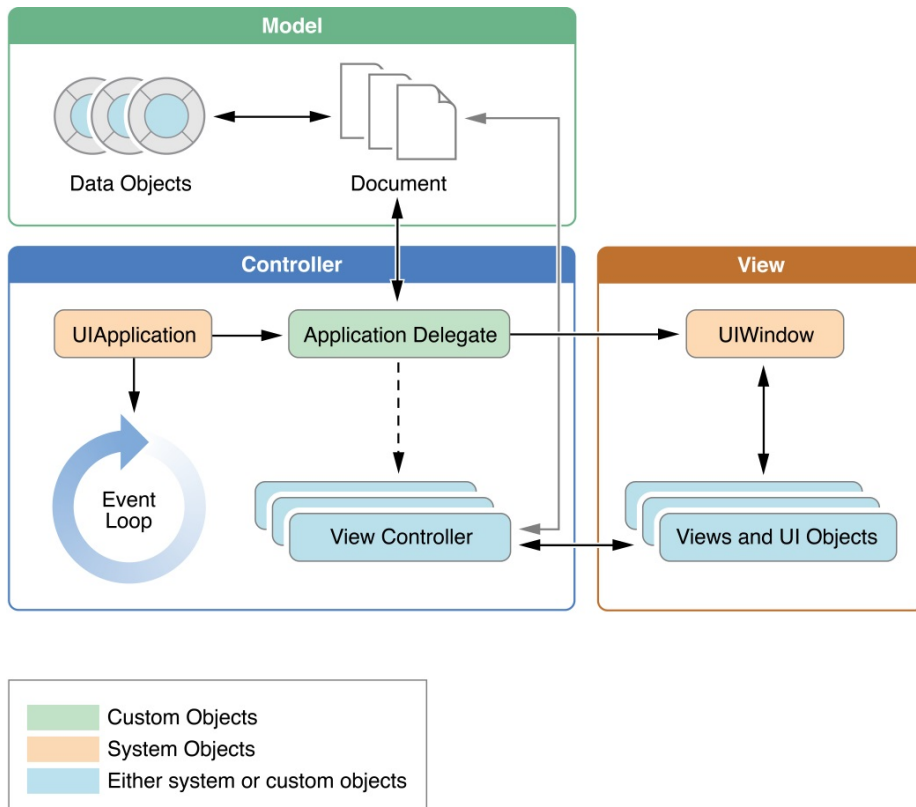 Model
Data Objects
Document
Controller
View
UIApplication
Application Delegate
UIWindow
Event
Loop
View Controller
Views and UI Objects
Custom Objects
System Objects
Either system or custom objects